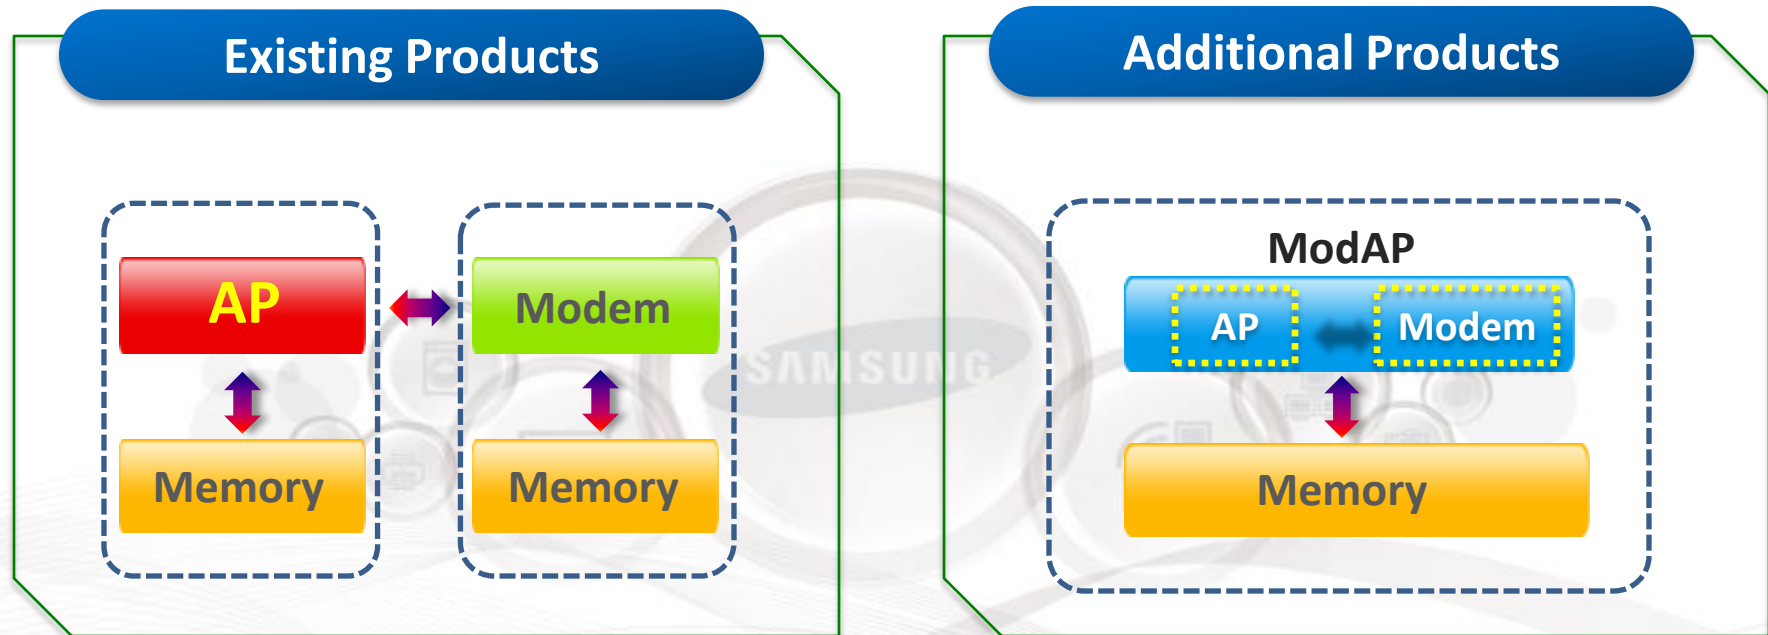 Existing Products
Additional Products
AP
Modem
Memory
Memory
ModAP
AP
Modem
Memory
SAMSUNG